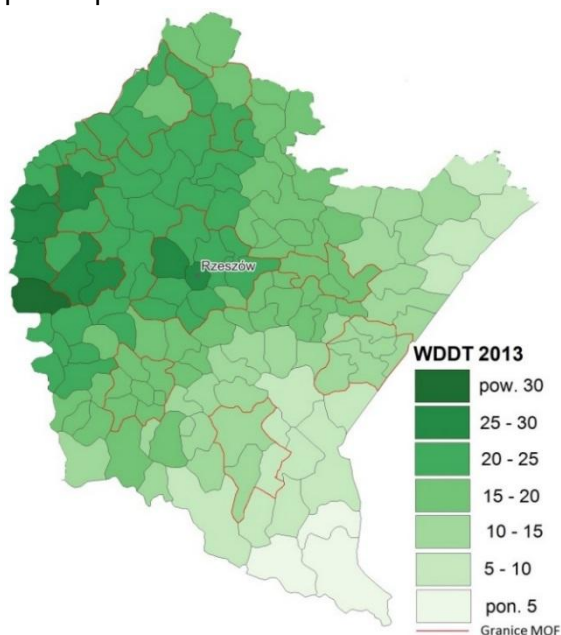 Rzeszów
WDDT 2013
pow. 30
25 - 30
20 - 25
15 - 20
10 - 15
5 - 10
pon. 5
Granice MOF